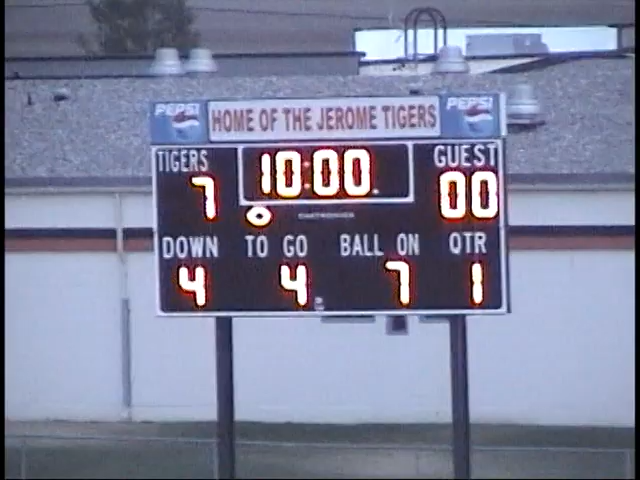 PEPSI HOME OF THE JEROME TIGERS PEPSI
TIGERS 10:00 GUEST
7 00
DAKTRONICS
DOWN TO GO BALL ON QTR
4 4 7 1